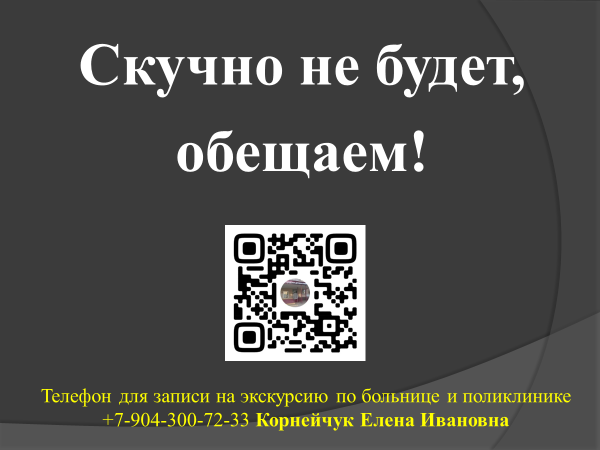 Скучно не будет,
обещаем!
Телефон для записи на экскурсию по больнице и поликлинике
+7-904-300-72-33 Корнейчук Елена Ивановна